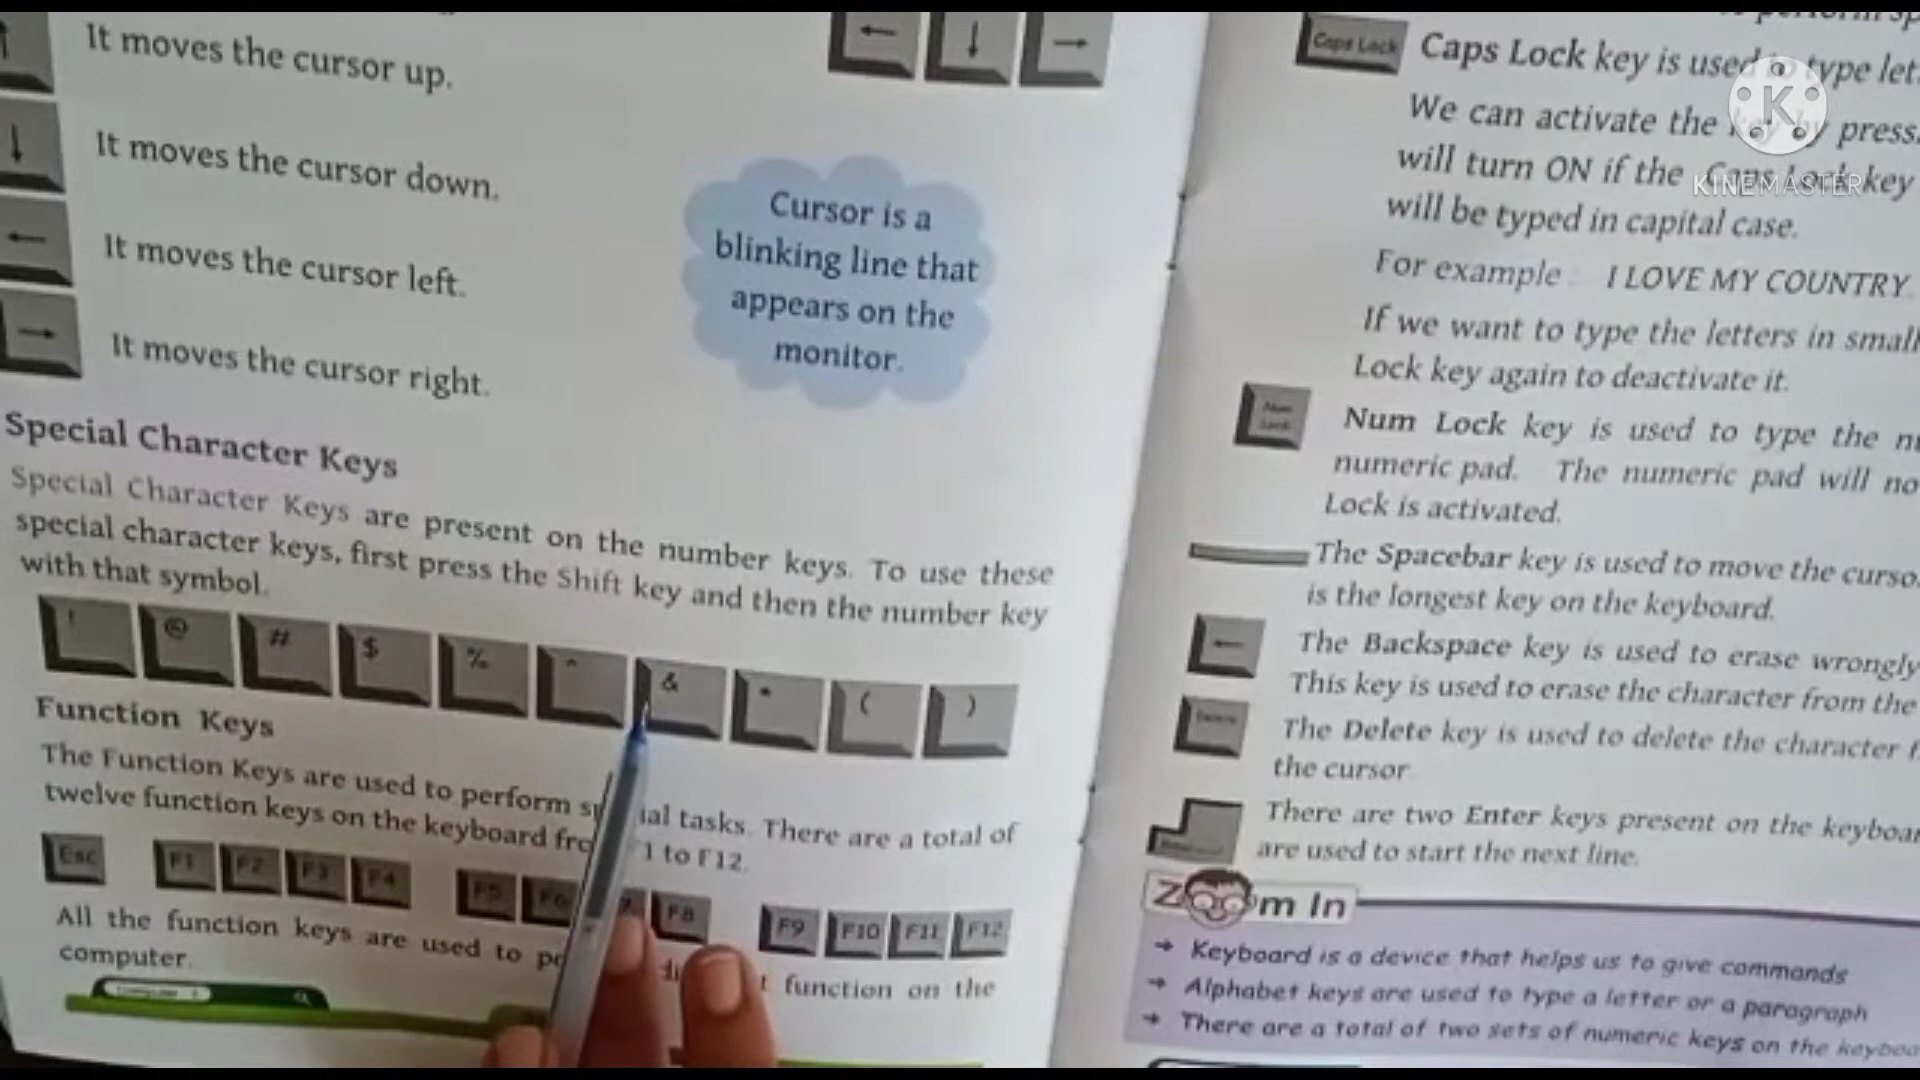 It moves the cursor up.
It moves the cursor down.
It moves the cursor left.
It moves the cursor right.
Cursor is a
blinking line that
appears on the
monitor.
Special Character Keys
Special Character Keys are present on the number keys. To use these
special character keys, first press the Shift key and then the number key
with that symbol.
! @ # $ % ^ & * ( )
Function Keys
The Function Keys are used to perform sp ial tasks. There are a total of
twelve function keys on the keyboard 1 to F12.
Esc F1 F2 F3 F4 F5 F6 F8 F9 F10 F11 F12
All the function keys are used to function on the
computer.
Caps Lock
Caps Lock key is used to type let
We can activate the key by press
will turn ON if the Caps Lock key
will be typed in capital case.
For example I LOVE MY COUNTRY.
If we want to type the letters in small
Lock key again to deactivate it.
Num
Lock
Num Lock key is used to type the
numeric pad. The numeric pad will
Lock is activated.
The Spacebar key is used to move the
is the longest key on the keyboard.
The Backspace key is used to erase wrongly
This key is used to erase the character from the
Delete
The Delete key is used to delete the character
the cursor
There are two Enter keys present on the
are used to start the next line.
Zoom In
Keyboard is a device that helps us to give commands
Alphabet keys are used to type a letter or a paragraph
There are a total of two sets of numeric keys on the
K
KINEMASTER